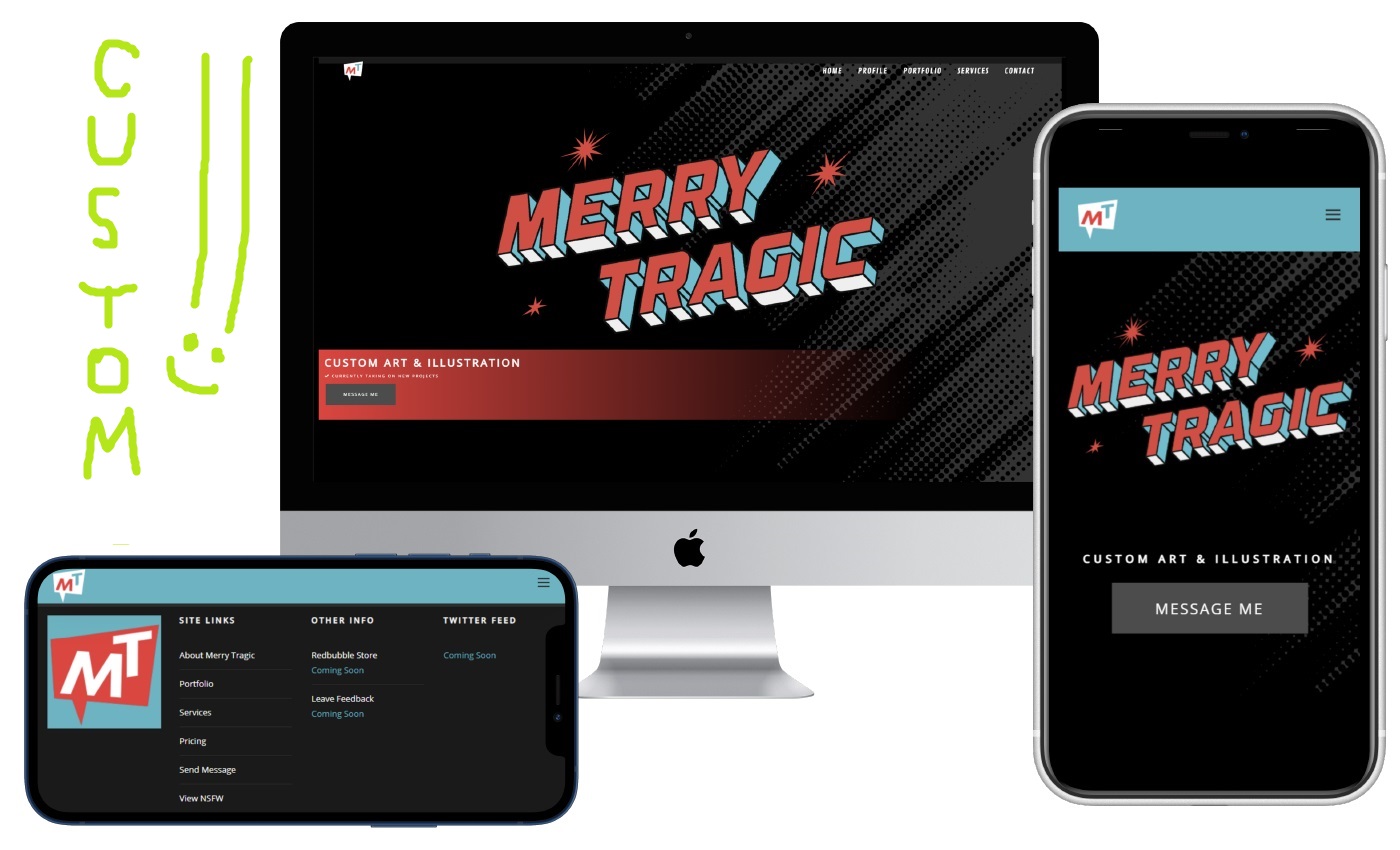 CUSTOM
!!
MT
HOME PROFILE PORTFOLIO SERVICES CONTACT
MERRY
TRAGIC
CUSTOM ART & ILLUSTRATION
✓ CURRENTLY TAKING ON NEW PROJECTS
MESSAGE ME
MT
MERRY
TRAGIC
CUSTOM ART & ILLUSTRATION
MESSAGE ME
MT
MT
SITE LINKS
About Merry Tragic
Portfolio
Services
Pricing
Send Message
View NSFW
OTHER INFO
Redbubble Store
Coming Soon
Leave Feedback
Coming Soon
TWITTER FEED
Coming Soon